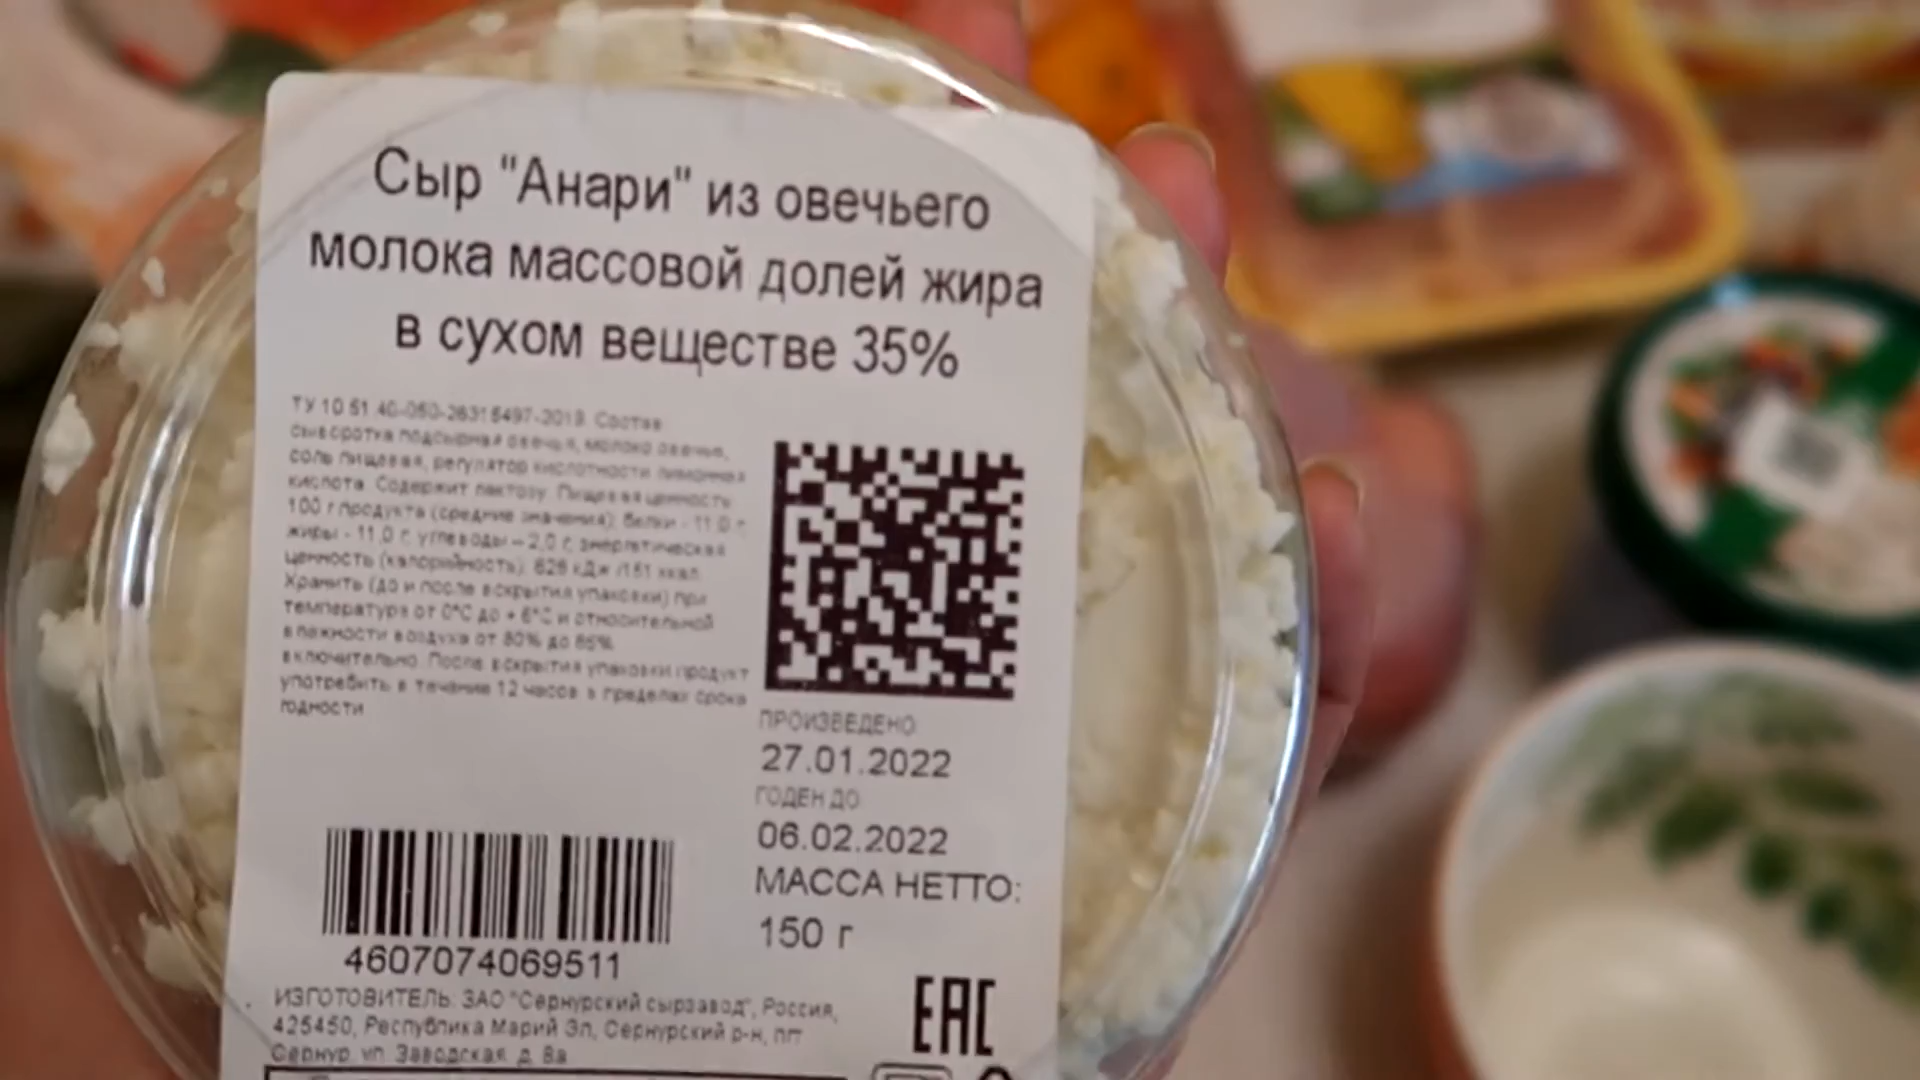 Сыр "Анари" из овечьего
молока массовой долей жира
в сухом веществе 35%
ТУ 10.51.40-050-26316497-2019. Состав:
сыворотка подсырная овечья, молоко овечье,
соль пищевая, регулятор кислотности лимонная
кислота. Содержит лактозу. Пищевая ценность
100 г продукта (средние значения): белки - 11,0 г,
жиры - 11,0 г, углеводы – 2,0 г, энергетическая
ценность (калорийность): 626 кДж /151 ккал.
Хранить (до и после вскрытия упаковки) при
температуре от 0°С до + 6°С и относительной
влажности воздуха от 80% до 85%
включительно. После вскрытия упаковки продукт
употребить в течение 12 часов в пределах срока
годности
ПРОИЗВЕДЕНО:
27.01.2022
ГОДЕН ДО
06.02.2022
МАССА НЕТТО:
150 г
4607074069511
ИЗГОТОВИТЕЛЬ: ЗАО "Сернурский сырзавод", Россия,
425450, Республика Марий Эл, Сернурский р-н, пгт
Сернур, ул. Заводская, д. 8а
EAC